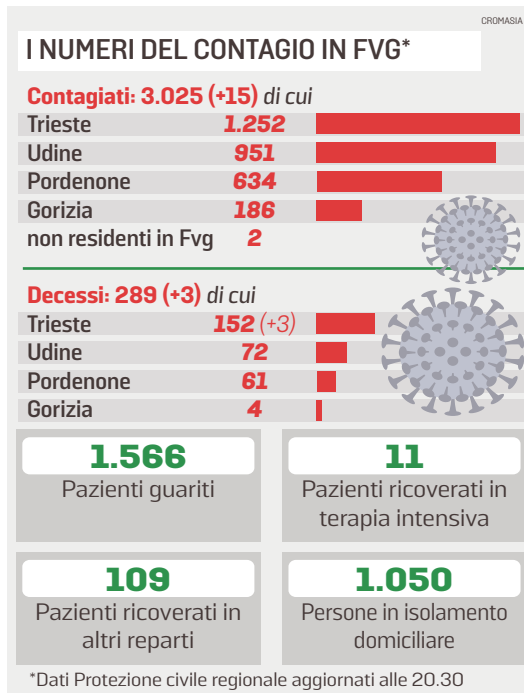 CROMASIA
I NUMERI DEL CONTAGIO IN FVG*
Contagiati: 3.025 (+15) di cui
Trieste 1.252
Udine 951
Pordenone 634
Gorizia 186
non residenti in Fvg 2
Decessi: 289 (+3) di cui
Trieste 152 (+3)
Udine 72
Pordenone 61
Gorizia 4
1.566
Pazienti guariti
11
Pazienti ricoverati in
terapia intensiva
109
Pazienti ricoverati in
altri reparti
1.050
Persone in isolamento
domiciliare
*Dati Protezione civile regionale aggiornati alle 20.30